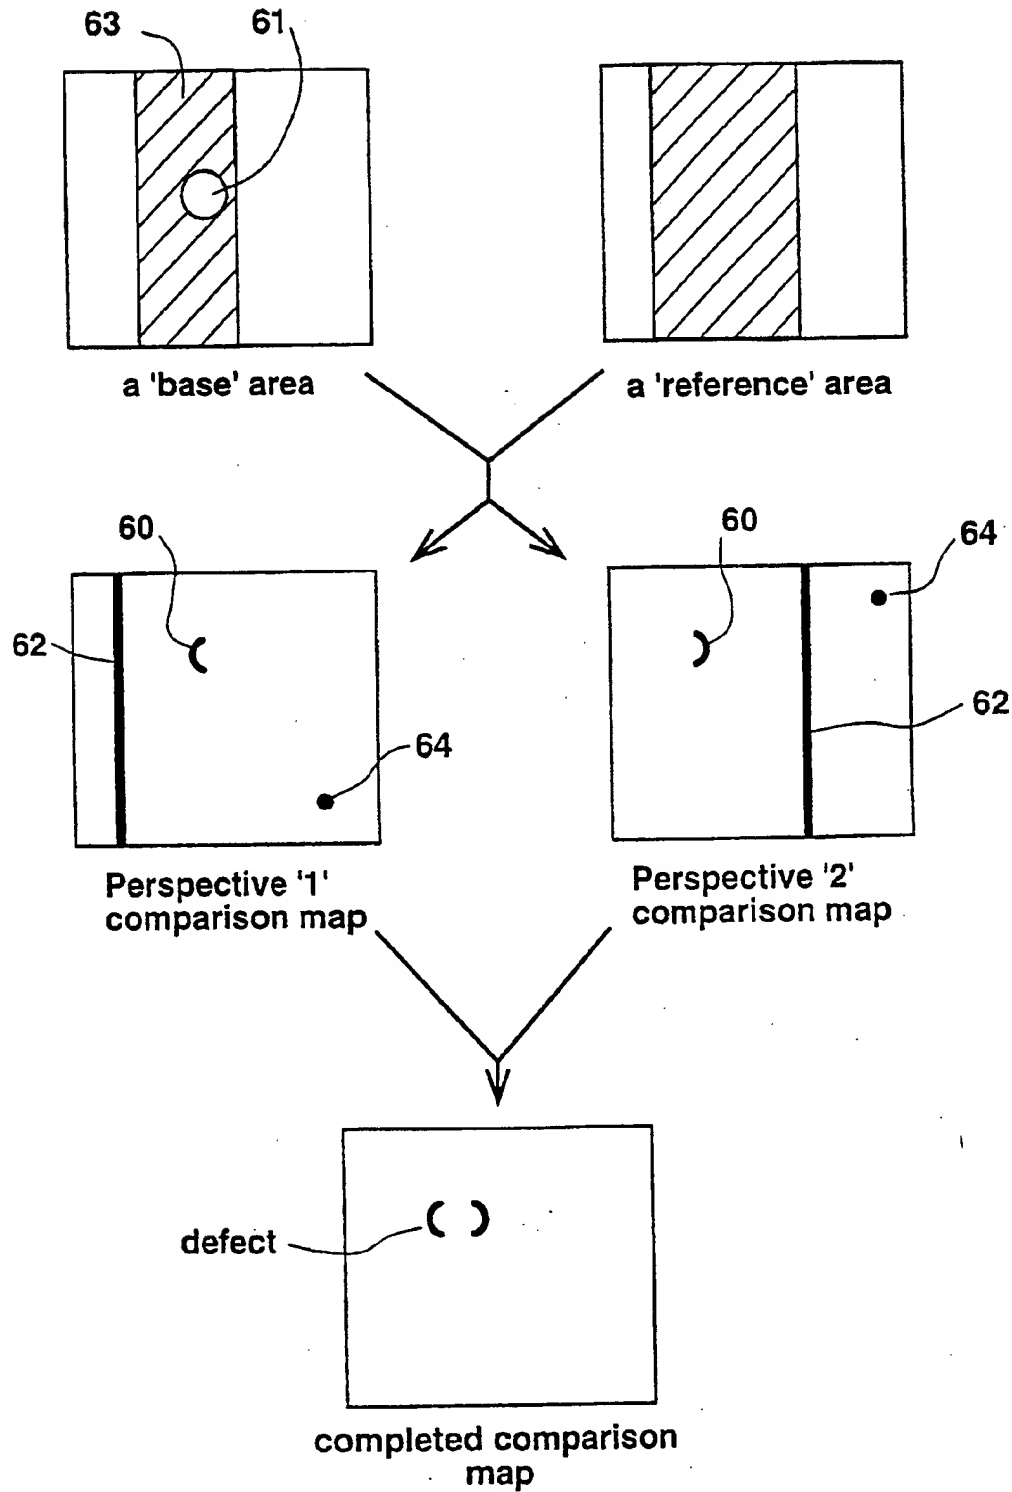 63
61
a 'base' area
a 'reference' area
60
60
64
62
62
64
Perspective '1'
comparison map
Perspective '2'
comparison map
defect
completed comparison
map